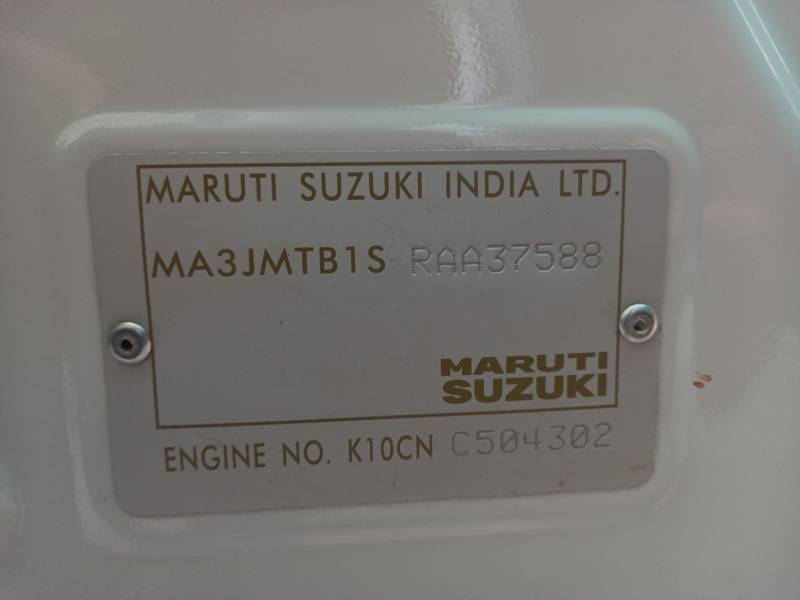 MARUTI SUZUKI INDIA LTD.
MA3JMTB1S RAA37588
MARUTI
SUZUKI
ENGINE NO. K10CN C504302